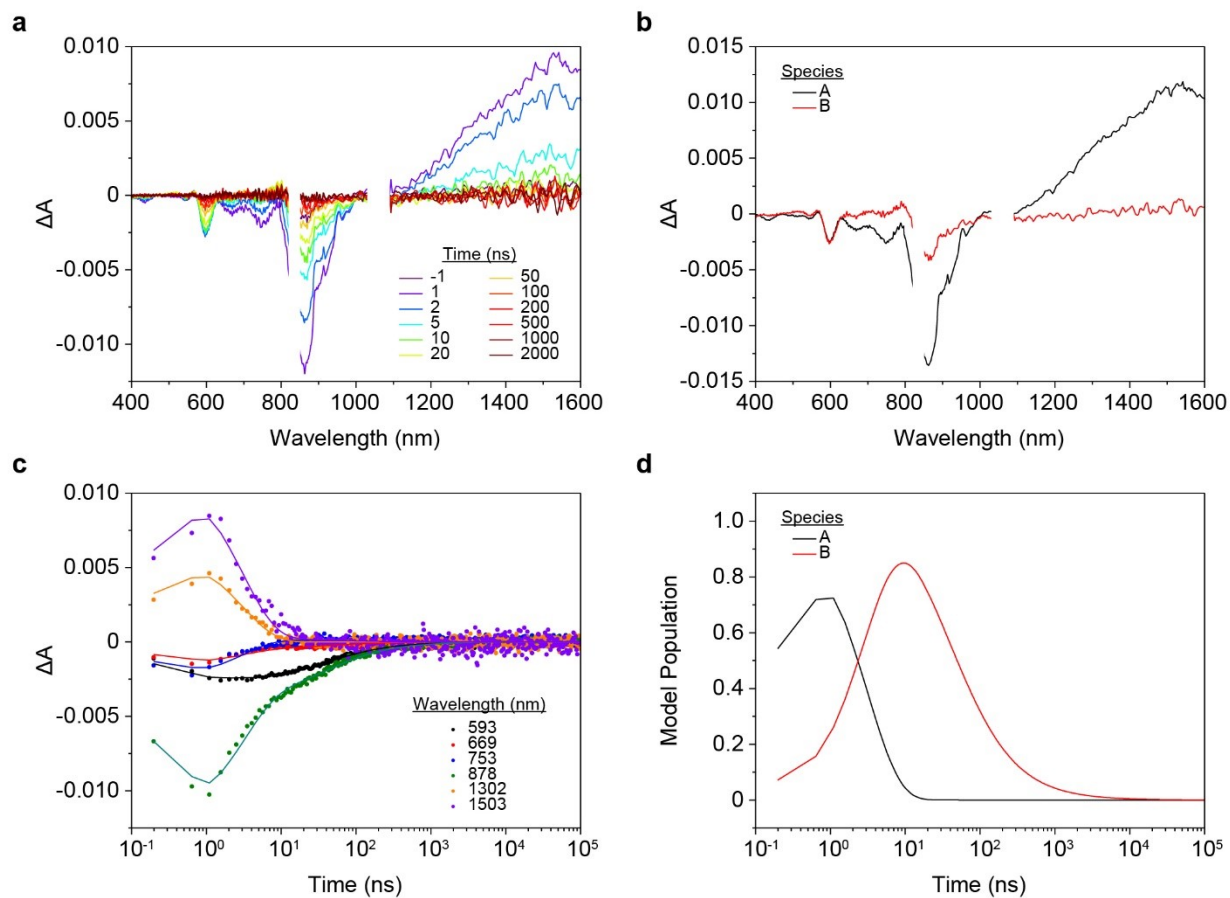 a
0.010
0.005
0
-0.005
-0.010
ΔA
400 600 800 1000 1200 1400 1600
Wavelength (nm)
Time (ns)
-1 50
1 100
2 200
5 500
10 1000
20 2000
b
0.015
0.010
0.005
0
-0.005
-0.010
-0.015
ΔA
Species
A
B
400 600 800 1000 1200 1400 1600
Wavelength (nm)
c
0.010
0.005
0
-0.005
-0.010
ΔA
Wavelength (nm)
593
669
753
878
1302
1503
10-1 100 101 102 103 104 105
Time (ns)
d
1.0
0.8
0.6
0.4
0.2
0
Model Population
Species
A
B
10-1 100 101 102 103 104 105
Time (ns)